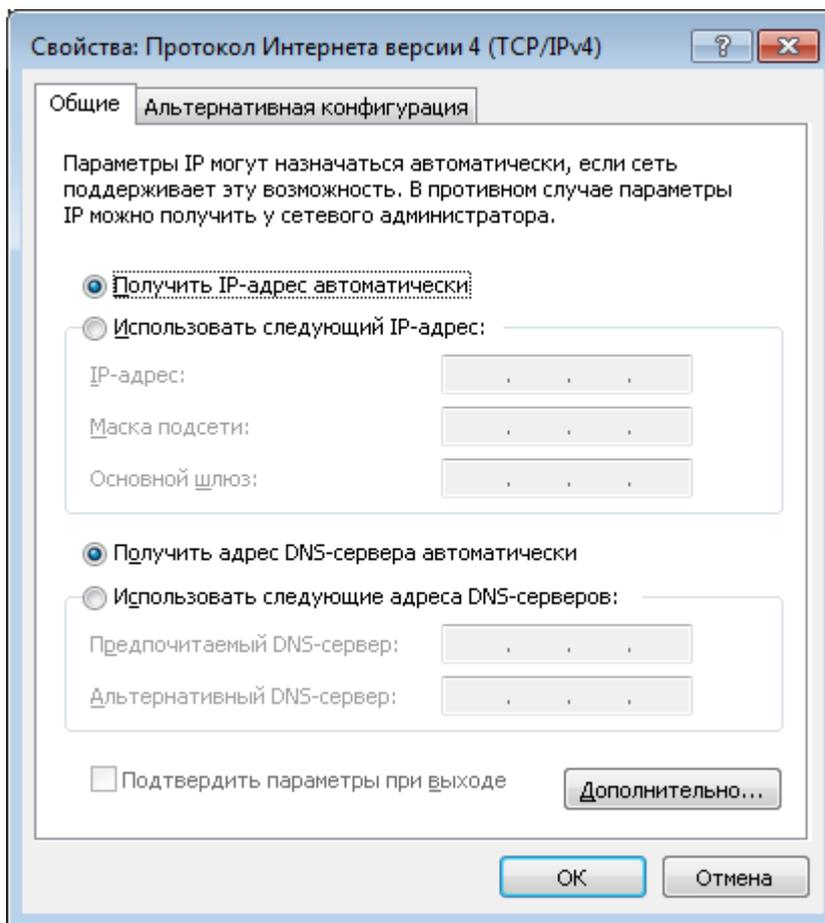 Свойства: Протокол Интернета версии 4 (TCP/IPv4)
?
Общие
Альтернативная конфигурация
Параметры IP могут назначаться автоматически, если сеть
поддерживает эту возможность. В противном случае параметры
IP можно получить у сетевого администратора.
Получить IP-адрес автоматически
Использовать следующий IP-адрес:
IP-адрес:
. . .
Маска подсети:
. . .
Основной шлюз:
. . .
Получить адрес DNS-сервера автоматически
Использовать следующие адреса DNS-серверов:
Предпочитаемый DNS-сервер:
. . .
Альтернативный DNS-сервер:
. . .
Подтвердить параметры при выходе
Дополнительно...
ОК
Отмена